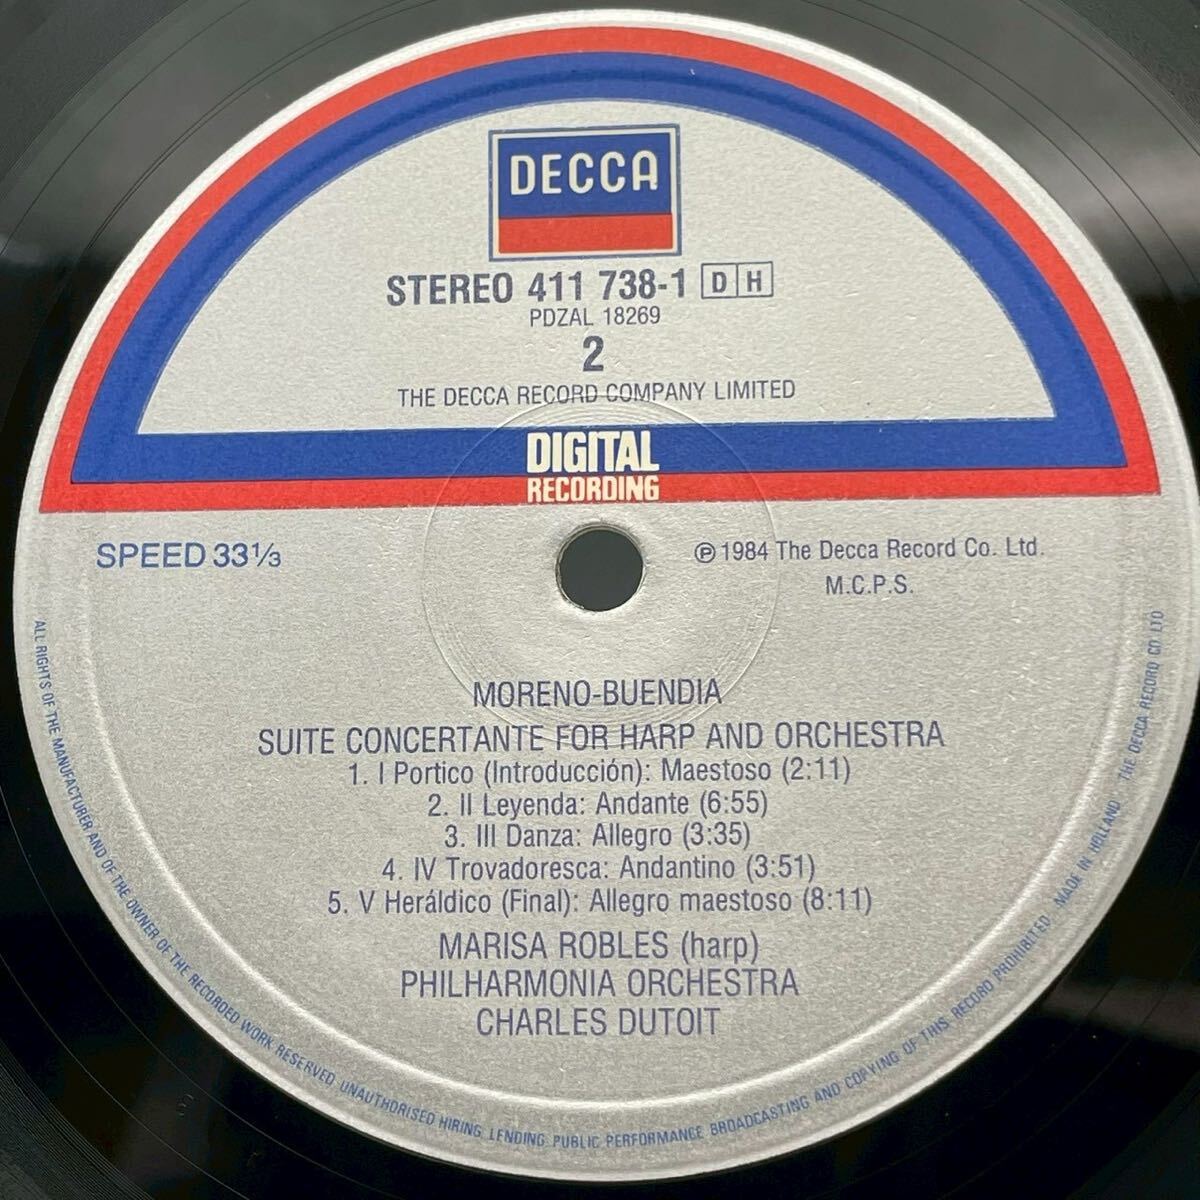 DECCA
STEREO 411 738-1 D H
PDZAL 18269
2
THE DECCA RECORD COMPANY LIMITED
DIGITAL
RECORDING
SPEED 33⅓
℗ 1984 The Decca Record Co. Ltd.
M.C.P.S.
MORENO-BUENDIA
SUITE CONCERTANTE FOR HARP AND ORCHESTRA
1. I Portico (Introducción): Maestoso (2:11)
2. II Leyenda: Andante (6:55)
3. III Danza: Allegro (3:35)
4. IV Trovadoresca: Andantino (3:51)
5. V Heráldico (Final): Allegro maestoso (8:11)
MARISA ROBLES (harp)
PHILHARMONIA ORCHESTRA
CHARLES DUTOIT
ALL RIGHTS OF THE MANUFACTURER AND OF THE OWNER OF THE RECORDED WORK RESERVED. UNAUTHORISED HIRING, LENDING, PUBLIC PERFORMANCE BROADCASTING AND COPYING OF THIS RECORD PROHIBITED. MADE IN HOLLAND · THE DECCA RECORD CO LTD